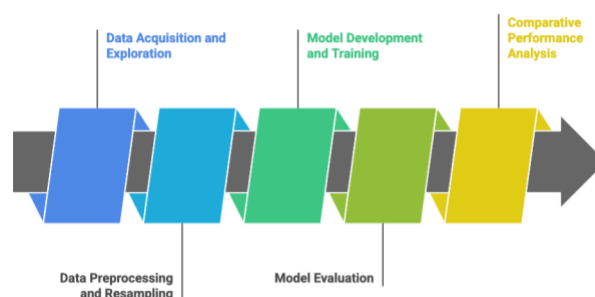 Data Acquisition and
Exploration
Model Development
and Training
Comparative
Performance
Analysis
Data Preprocessing
and Resampling
Model Evaluation